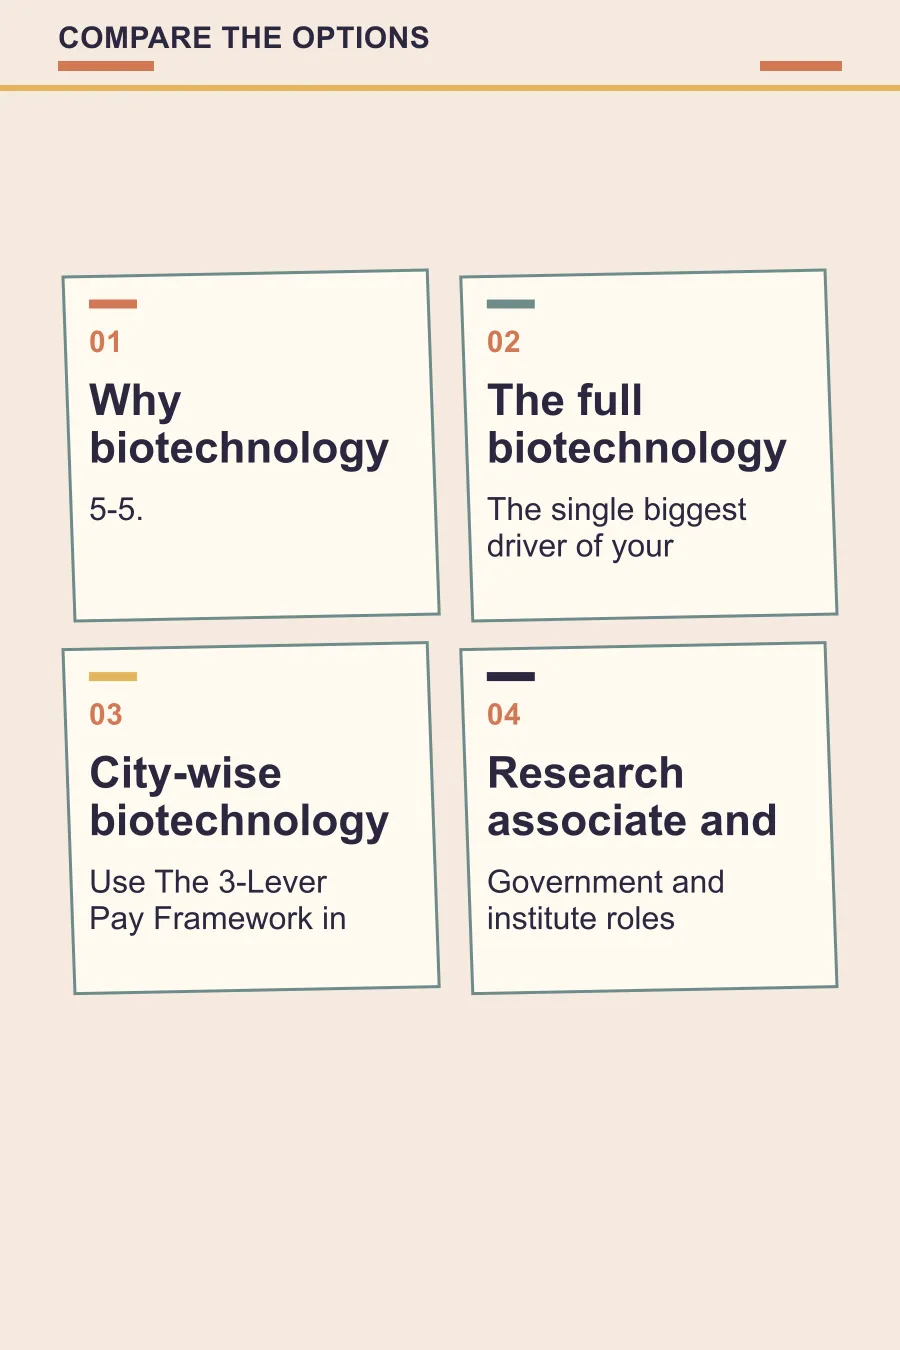 COMPARE THE OPTIONS
01
Why
biotechnology
5-5.
02
The full
biotechnology
The single biggest
driver of your
03
City-wise
biotechnology
Use The 3-Lever
Pay Framework in
04
Research
associate and
Government and
institute roles